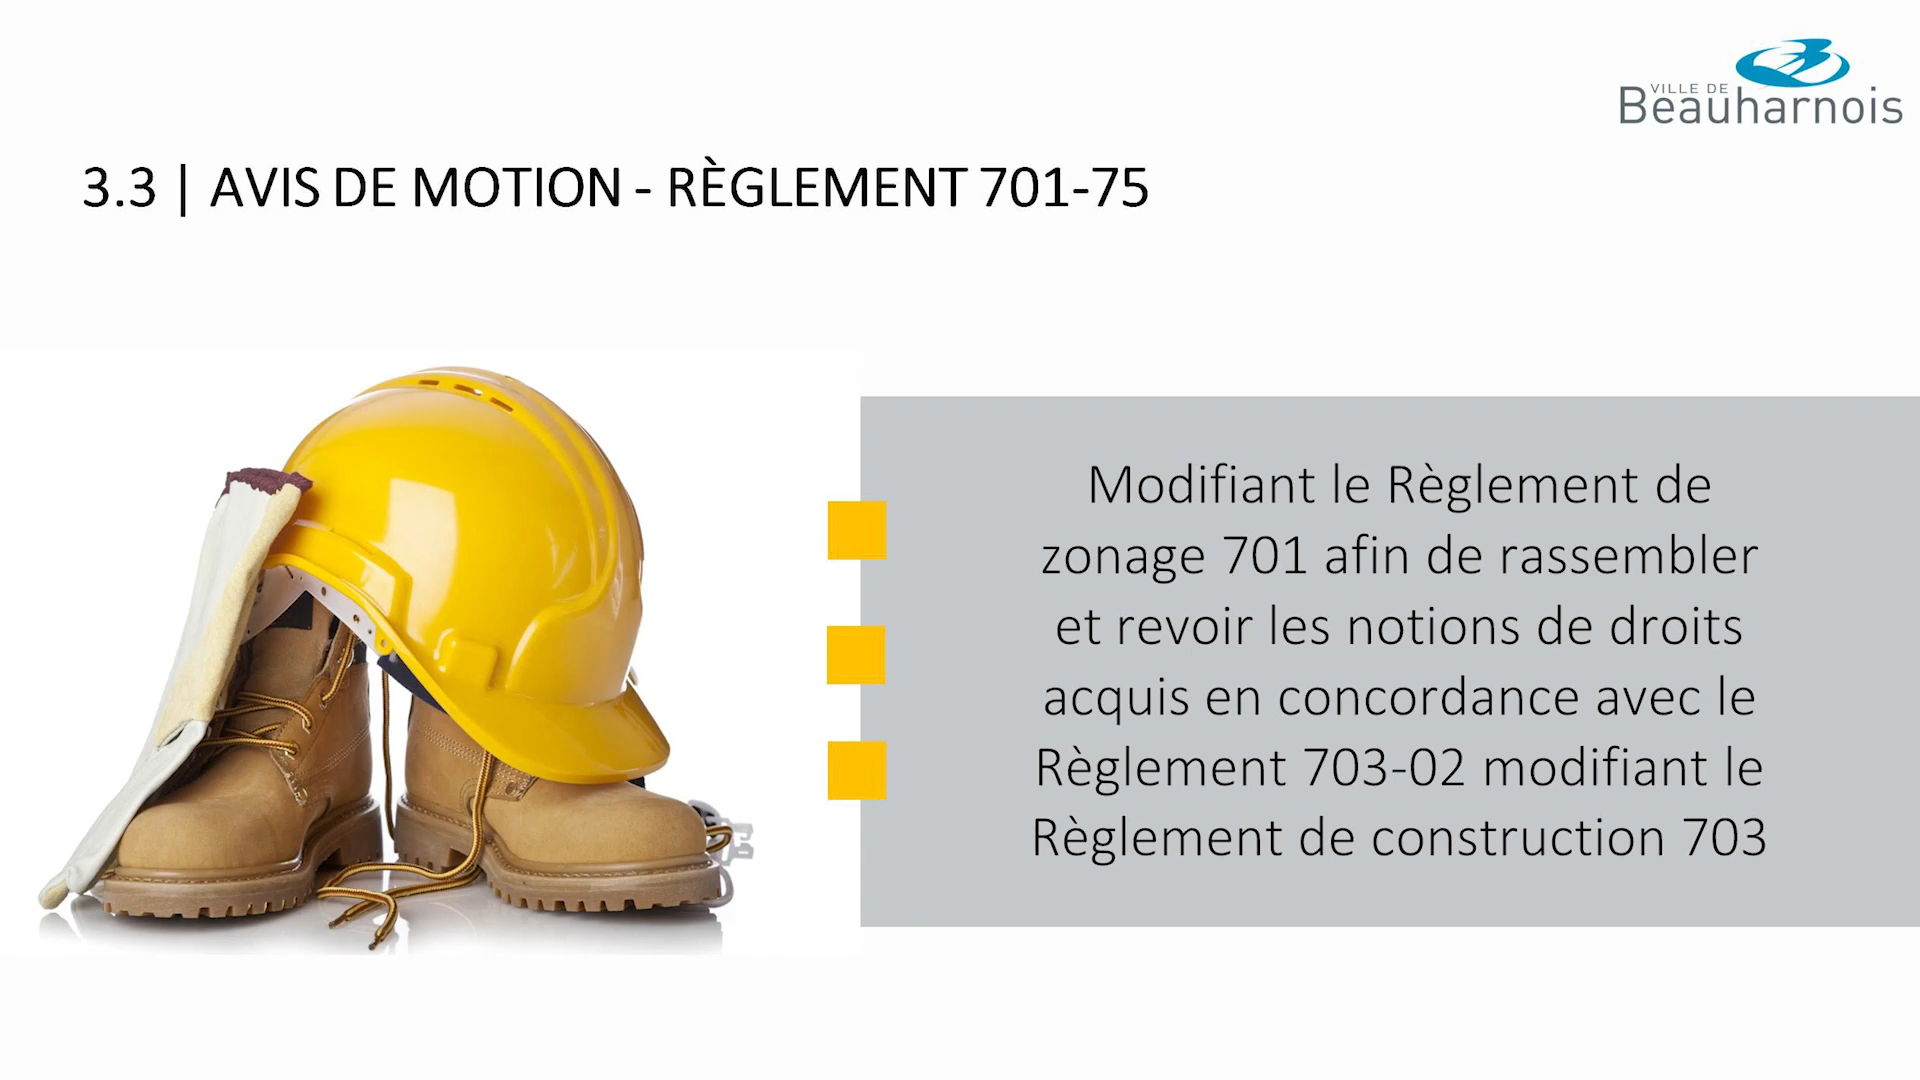 VILLE DE
Beauharnois
3.3 | AVIS DE MOTION - RÈGLEMENT 701-75
Modifiant le Règlement de
zonage 701 afin de rassembler
et revoir les notions de droits
acquis en concordance avec le
Règlement 703-02 modifiant le
Règlement de construction 703